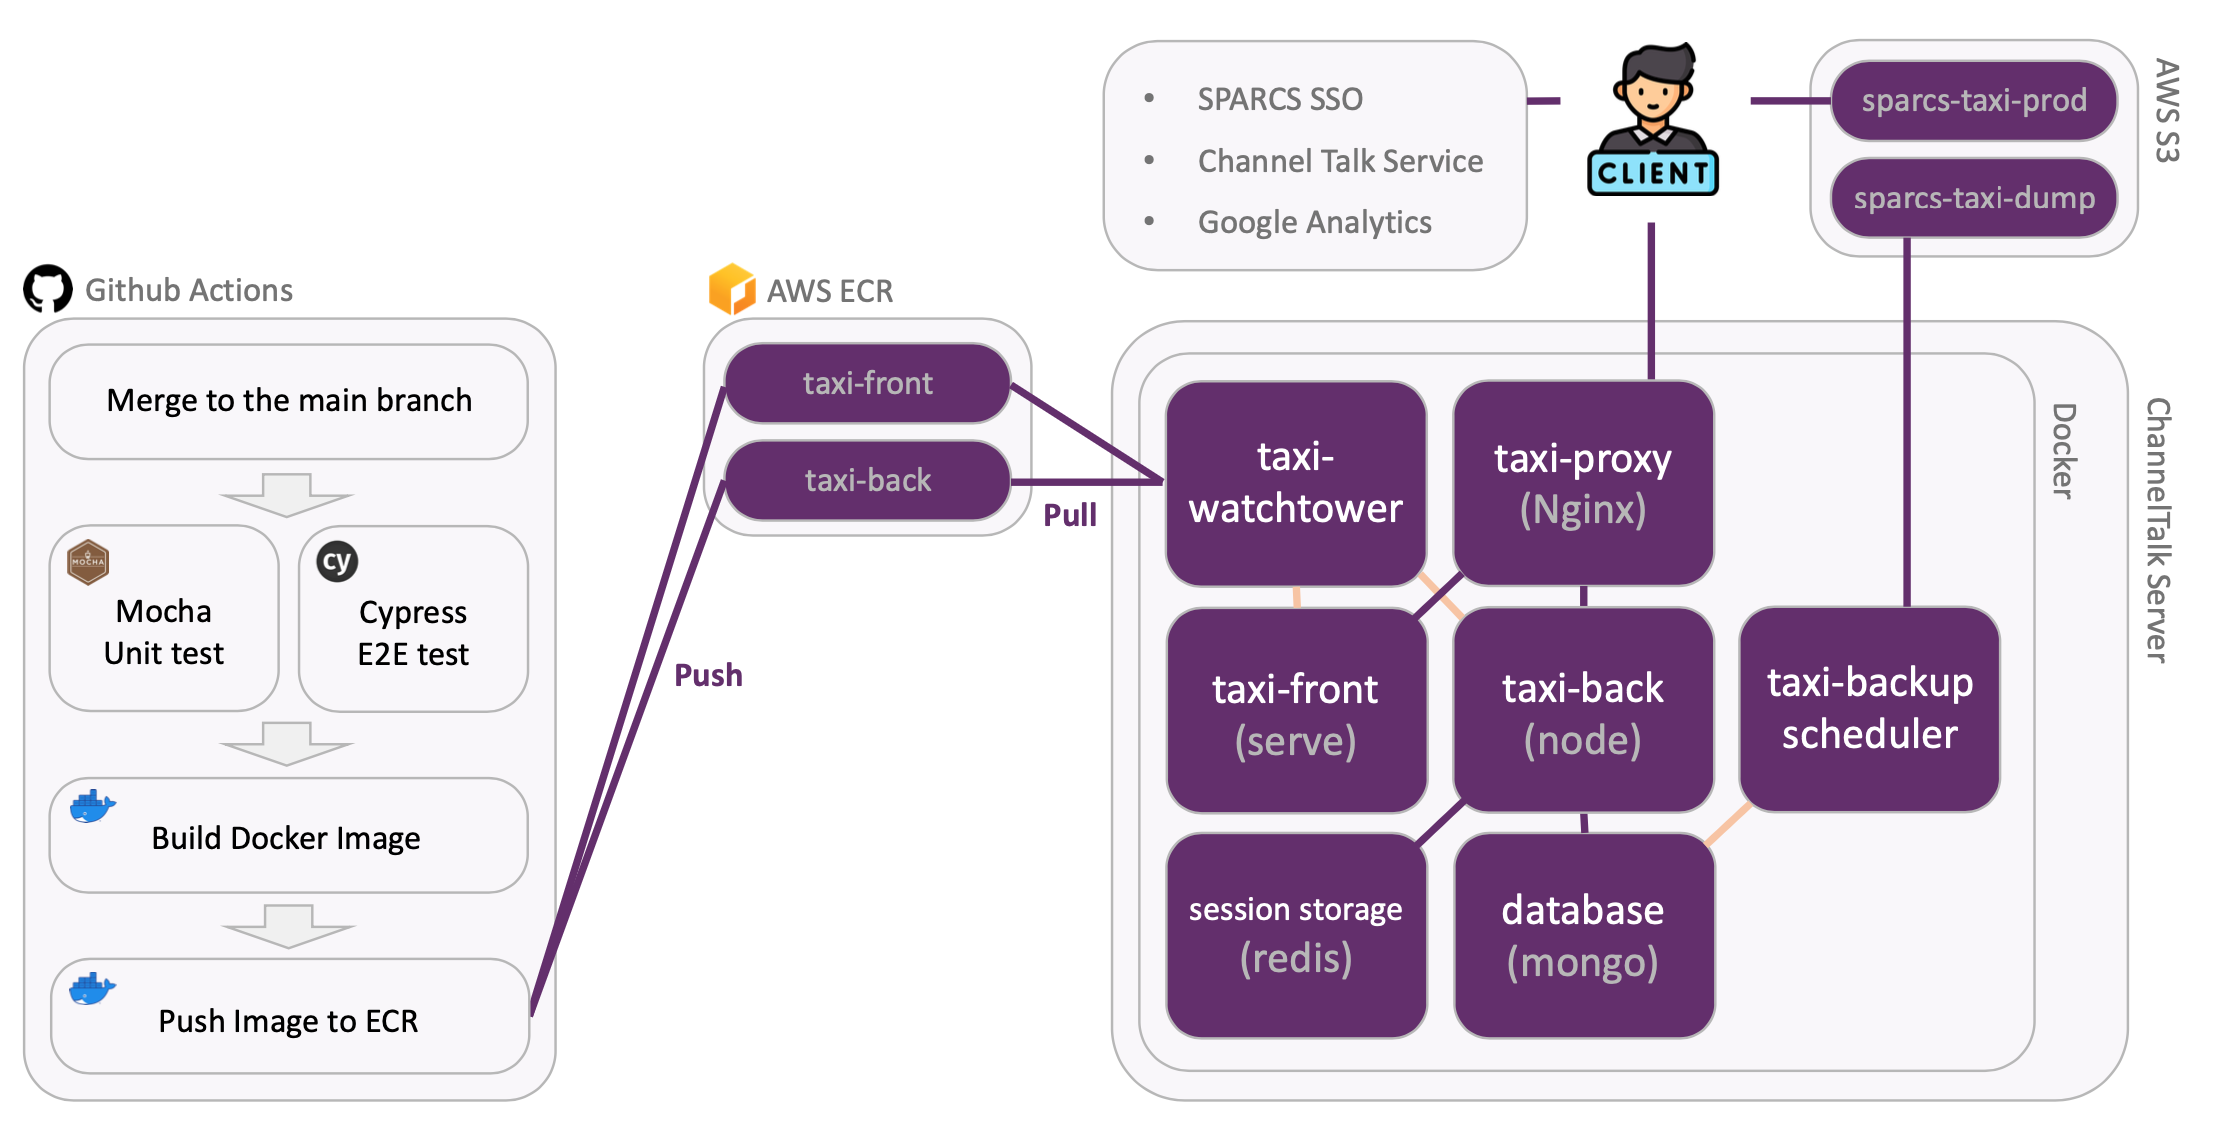 SPARCS SSO
Channel Talk Service
Google Analytics
CLIENT
sparcs-taxi-prod
sparcs-taxi-dump
AWS S3
Github Actions
Merge to the main branch
MOCHA
Mocha
Unit test
cy
Cypress
E2E test
Build Docker Image
Push Image to ECR
Push
AWS ECR
taxi-front
taxi-back
Pull
taxi-
watchtower
taxi-proxy
(Nginx)
taxi-front
(serve)
taxi-back
(node)
taxi-backup
scheduler
session storage
(redis)
database
(mongo)
Docker
ChannelTalk Server